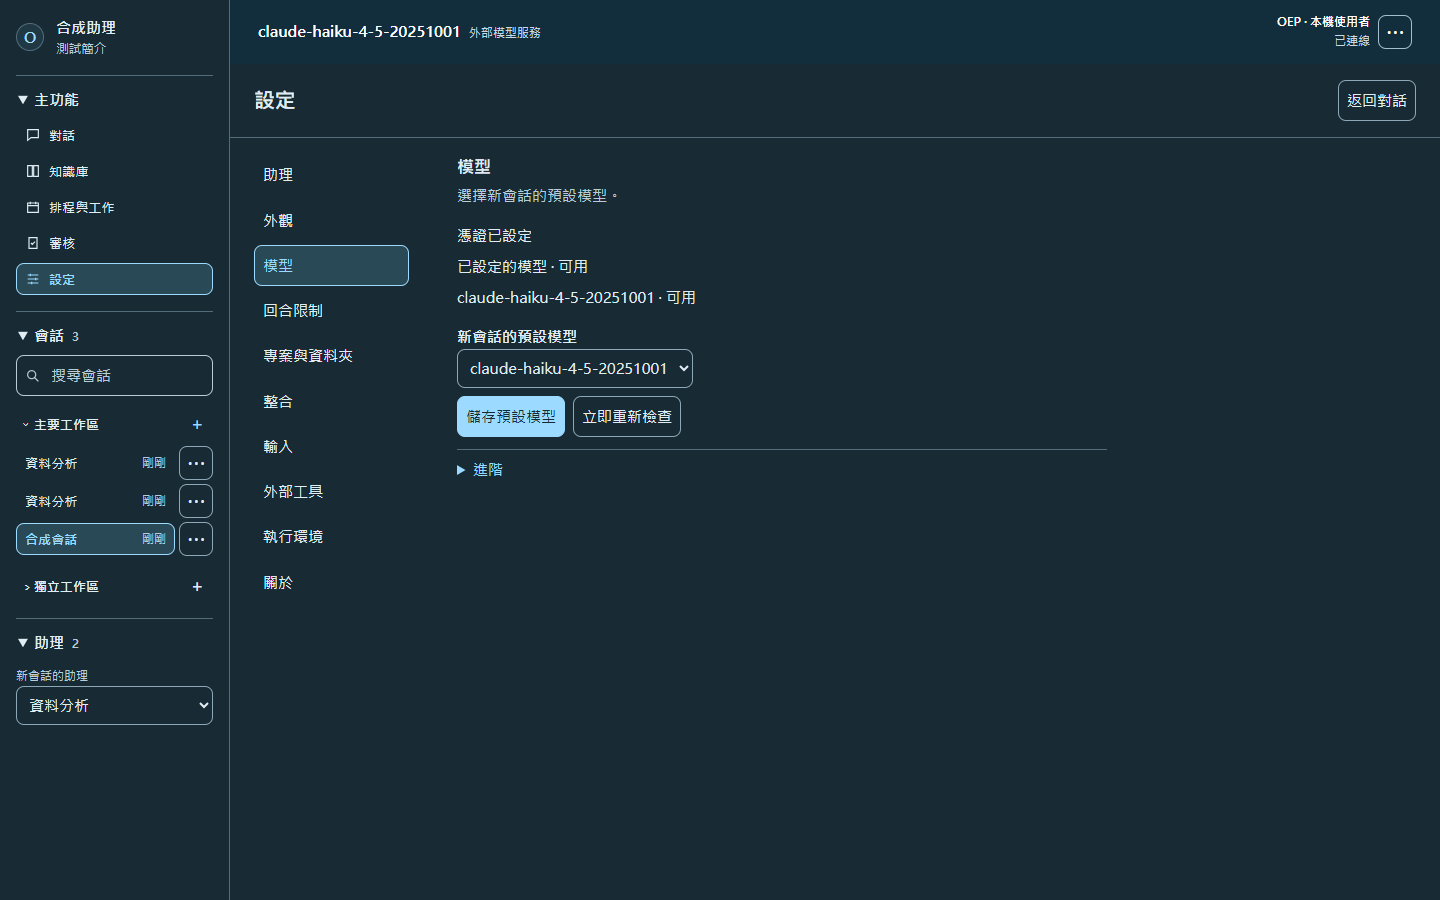 O
合成助理
測試簡介
▼ 主功能
對話
知識庫
排程與工作
審核
設定
▼ 會話 3
搜尋會話
主要工作區 +
資料分析 剛剛 ···
資料分析 剛剛 ···
合成會話 剛剛 ···
獨立工作區 +
▼ 助理 2
新會話的助理
資料分析
claude-haiku-4-5-20251001 外部模型服務
OEP · 本機使用者
已連線
···
設定
返回對話
助理
外觀
模型
回合限制
專案與資料夾
整合
輸入
外部工具
執行環境
關於
模型
選擇新會話的預設模型。
憑證已設定
已設定的模型 · 可用
claude-haiku-4-5-20251001 · 可用
新會話的預設模型
claude-haiku-4-5-20251001
儲存預設模型 立即重新檢查
▶ 進階